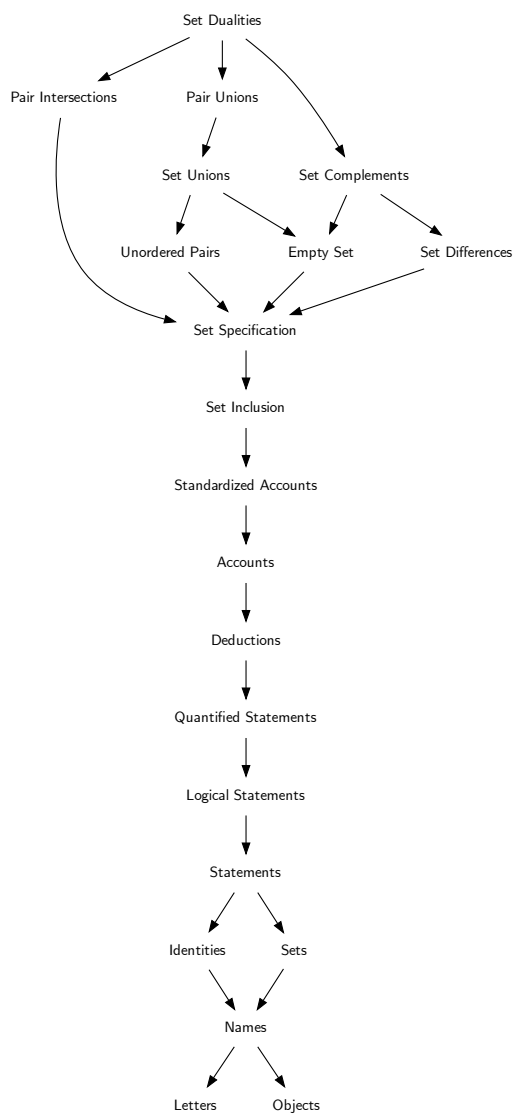 Set Dualities
Pair Intersections
Pair Unions
Set Unions
Set Complements
Unordered Pairs
Empty Set
Set Differences
Set Specification
Set Inclusion
Standardized Accounts
Accounts
Deductions
Quantified Statements
Logical Statements
Statements
Identities
Sets
Names
Letters
Objects